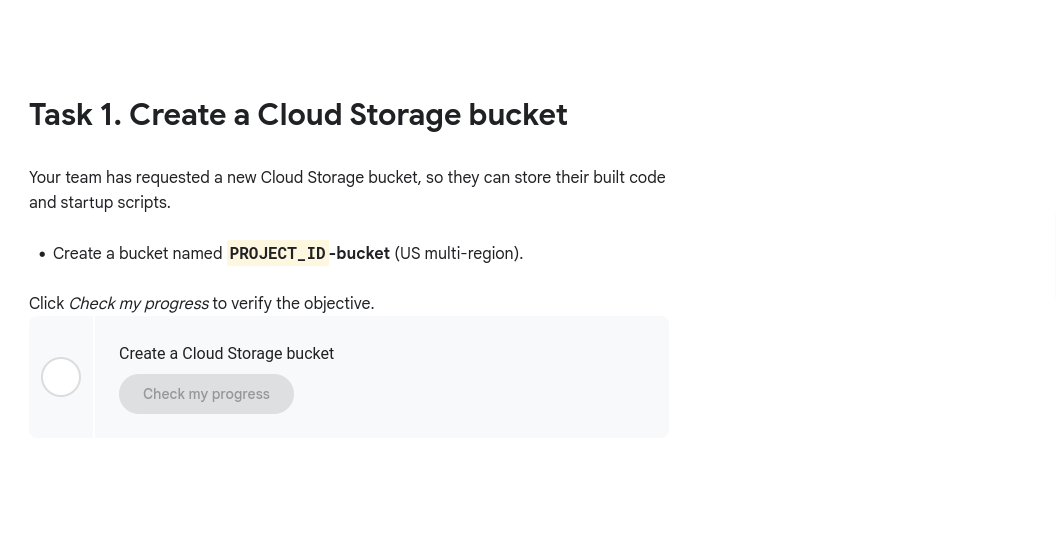 Task 1. Create a Cloud Storage bucket
Your team has requested a new Cloud Storage bucket, so they can store their built code
and startup scripts.
• Create a bucket named PROJECT_ID-bucket (US multi-region).
Click Check my progress to verify the objective.
Create a Cloud Storage bucket
Check my progress